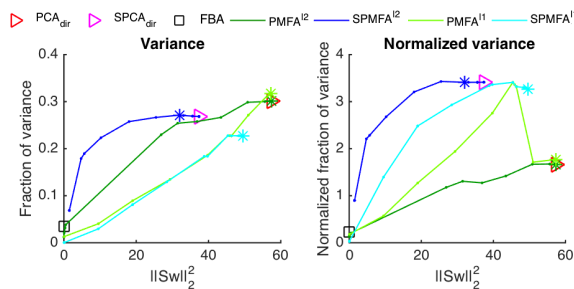 PCA_dir SPCA_dir FBA PMFA^l2 SPMFA^l2 PMFA^l1 SPMFA^l
Variance Normalized variance
Fraction of variance
0.4
0.3
0.2
0.1
0
0 20 40 60
||Sw||_2^2
Normalized fraction of variance
4
3
2
1
0
0 20 40 60
||Sw||_2^2